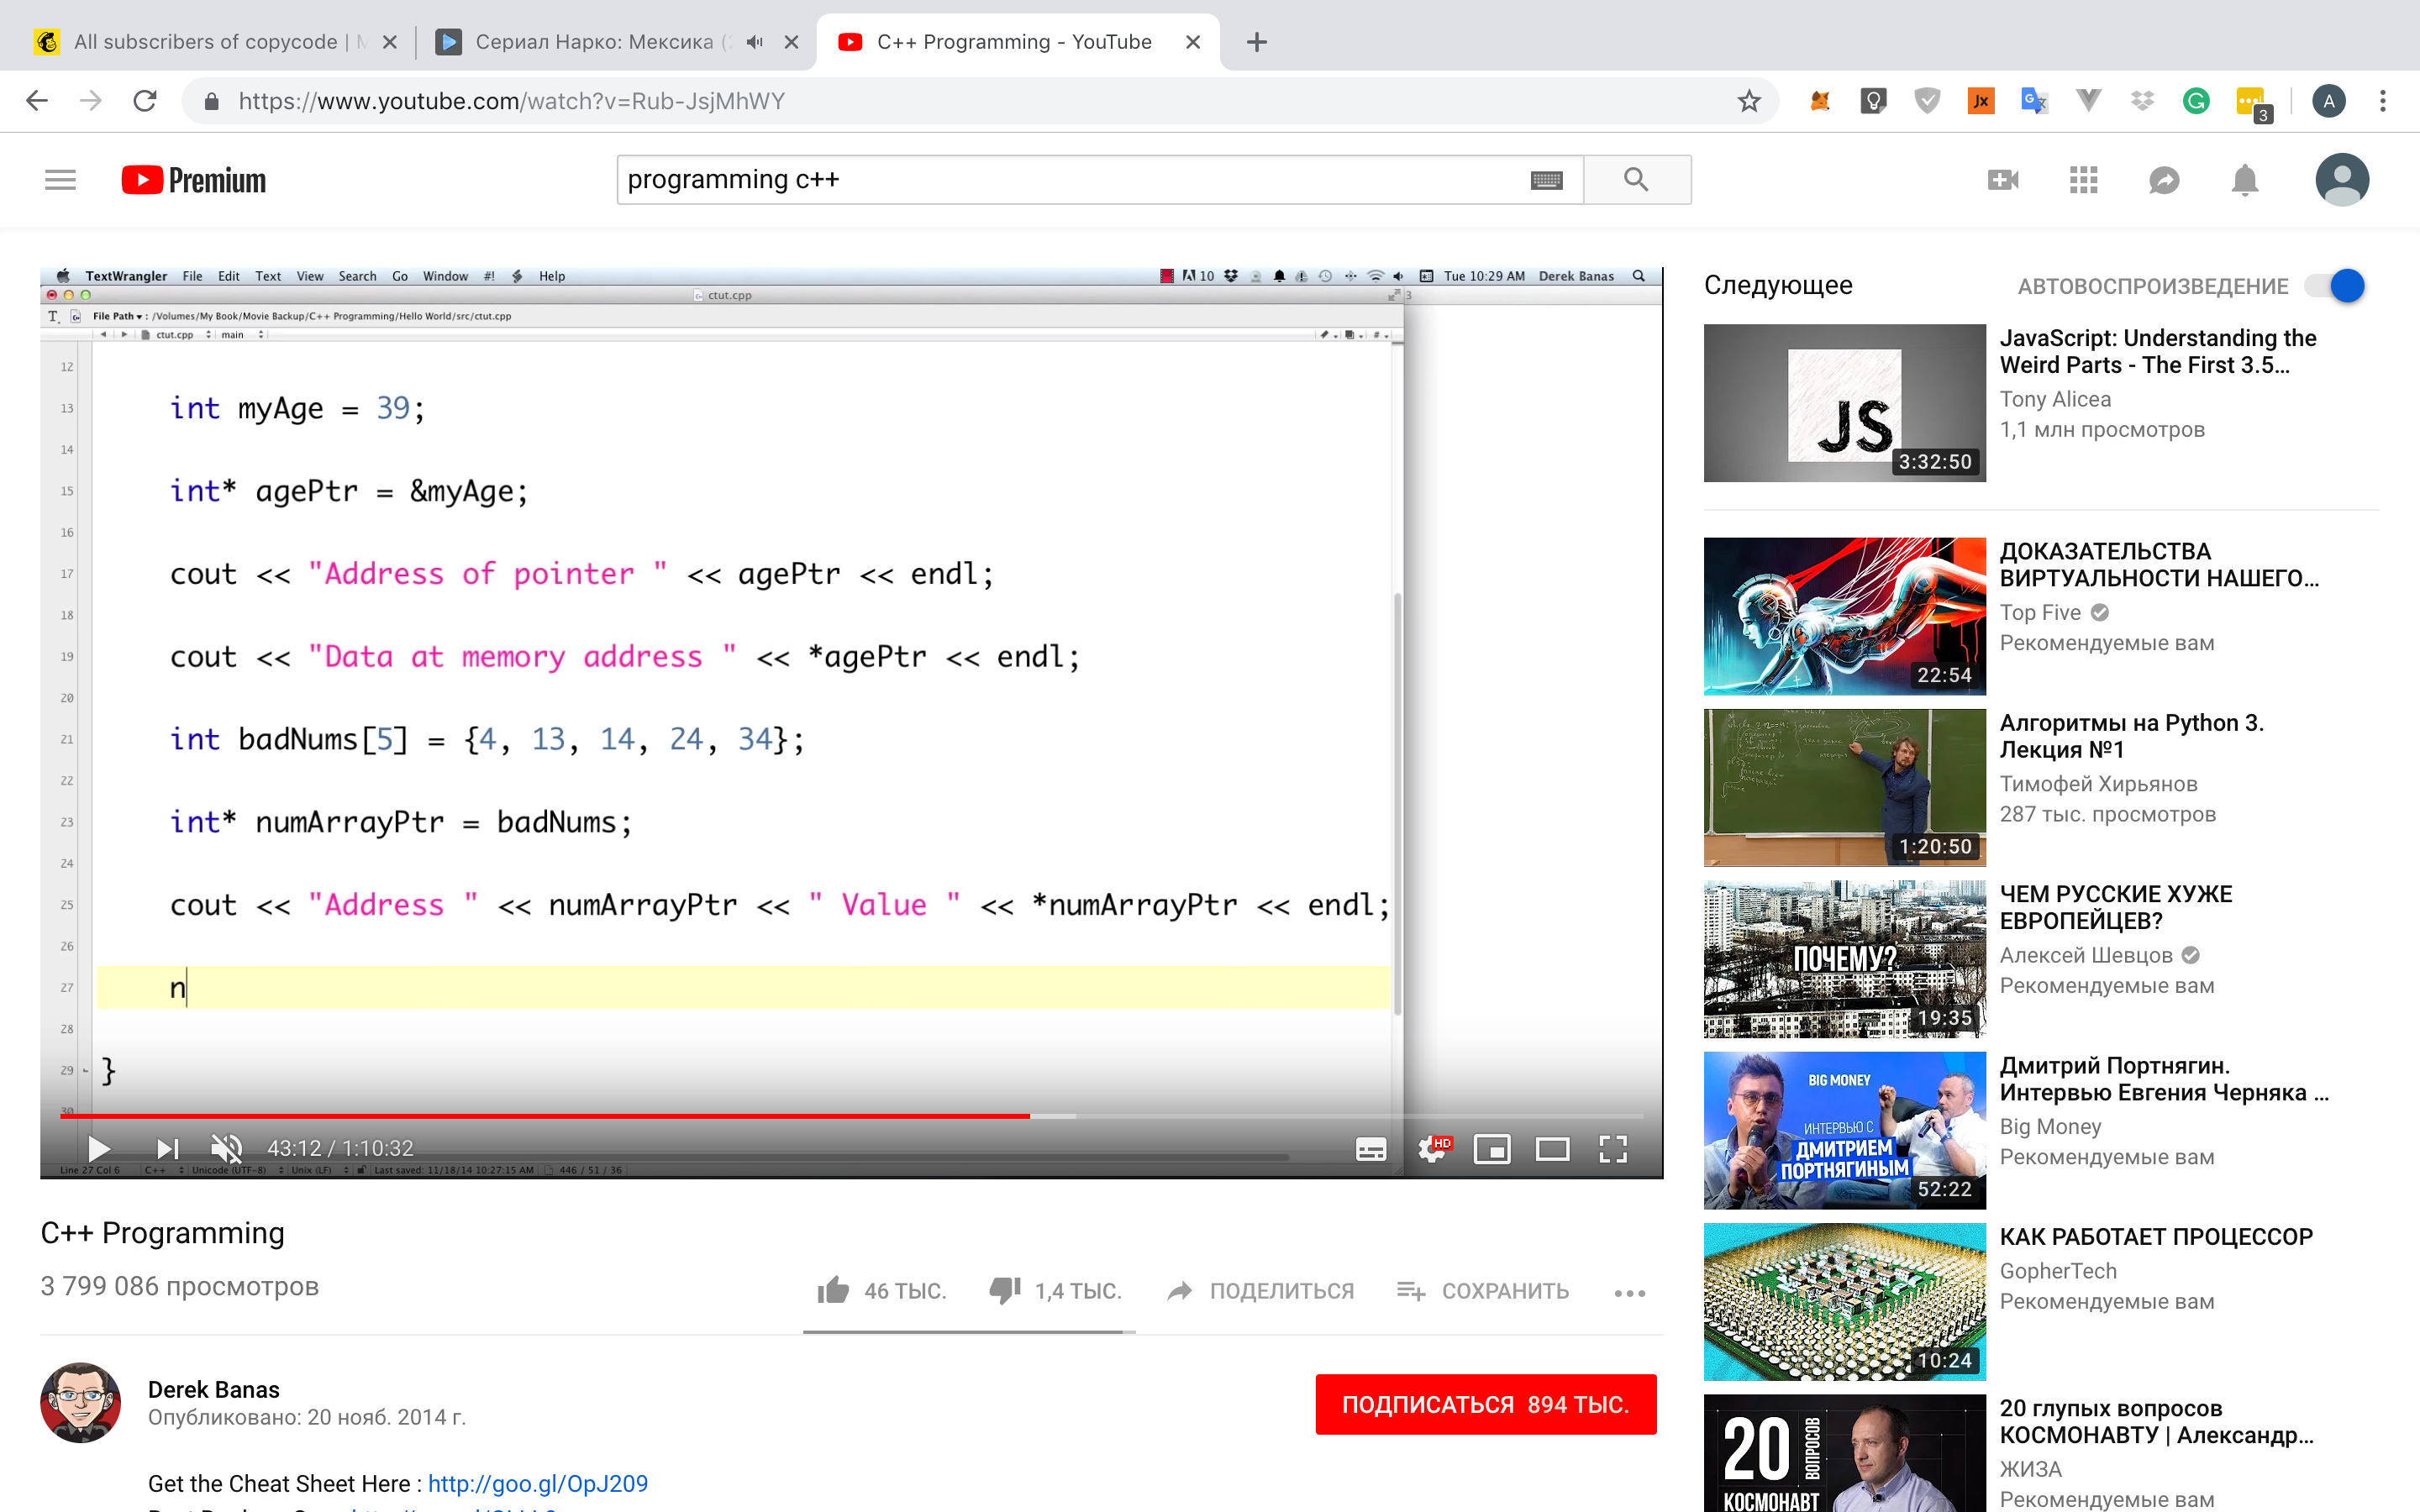 All subscribers of copycode |
Сериал Нарко: Мексика (
C++ Programming - YouTube
https://www.youtube.com/watch?v=Rub-JsjMhWY
Jx
3
A
Premium
programming c++
TextWrangler File Edit Text View Search Go Window #! Help
10 Tue 10:29 AM Derek Banas
ctut.cpp
File Path ▾ : /Volumes/My Book/Movie Backup/C++ Programming/Hello World/src/ctut.cpp
ctut.cpp main
12
13 int myAge = 39;
14
15 int* agePtr = &myAge;
16
17 cout << "Address of pointer " << agePtr << endl;
18
19 cout << "Data at memory address " << *agePtr << endl;
20
21 int badNums[5] = {4, 13, 14, 24, 34};
22
23 int* numArrayPtr = badNums;
24
25 cout << "Address " << numArrayPtr << " Value " << *numArrayPtr << endl;
26
27 n
28
29 }
30
43:12 / 1:10:32
HD
Line 27 Col 6 C++ Unicode (UTF-8) Unix (LF) Last saved: 11/18/14 10:27:15 AM 446 / 51 / 36
C++ Programming
3 799 086 просмотров
46 ТЫС. 1,4 ТЫС. ПОДЕЛИТЬСЯ СОХРАНИТЬ
Derek Banas
Опубликовано: 20 нояб. 2014 г.
ПОДПИСАТЬСЯ 894 ТЫС.
Get the Cheat Sheet Here : http://goo.gl/OpJ209
Следующее
АВТОВОСПРОИЗВЕДЕНИЕ
JS
3:32:50
JavaScript: Understanding the
Weird Parts - The First 3.5...
Tony Alicea
1,1 млн просмотров
22:54
ДОКАЗАТЕЛЬСТВА
ВИРТУАЛЬНОСТИ НАШЕГО...
Top Five
Рекомендуемые вам
1:20:50
Алгоритмы на Python 3.
Лекция №1
Тимофей Хирьянов
287 тыс. просмотров
ПОЧЕМУ?
19:35
ЧЕМ РУССКИЕ ХУЖЕ
ЕВРОПЕЙЦЕВ?
Алексей Шевцов
Рекомендуемые вам
BIG MONEY
ИНТЕРВЬЮ С
ДМИТРИЕМ
ПОРТНЯГИНЫМ
52:22
Дмитрий Портнягин.
Интервью Евгения Черняка ...
Big Money
Рекомендуемые вам
10:24
КАК РАБОТАЕТ ПРОЦЕССОР
GopherTech
Рекомендуемые вам
20
ВОПРОСОВ
КОСМОНАВТ
20 глупых вопросов
КОСМОНАВТУ | Александр...
ЖИЗА
Рекомендуемые вам